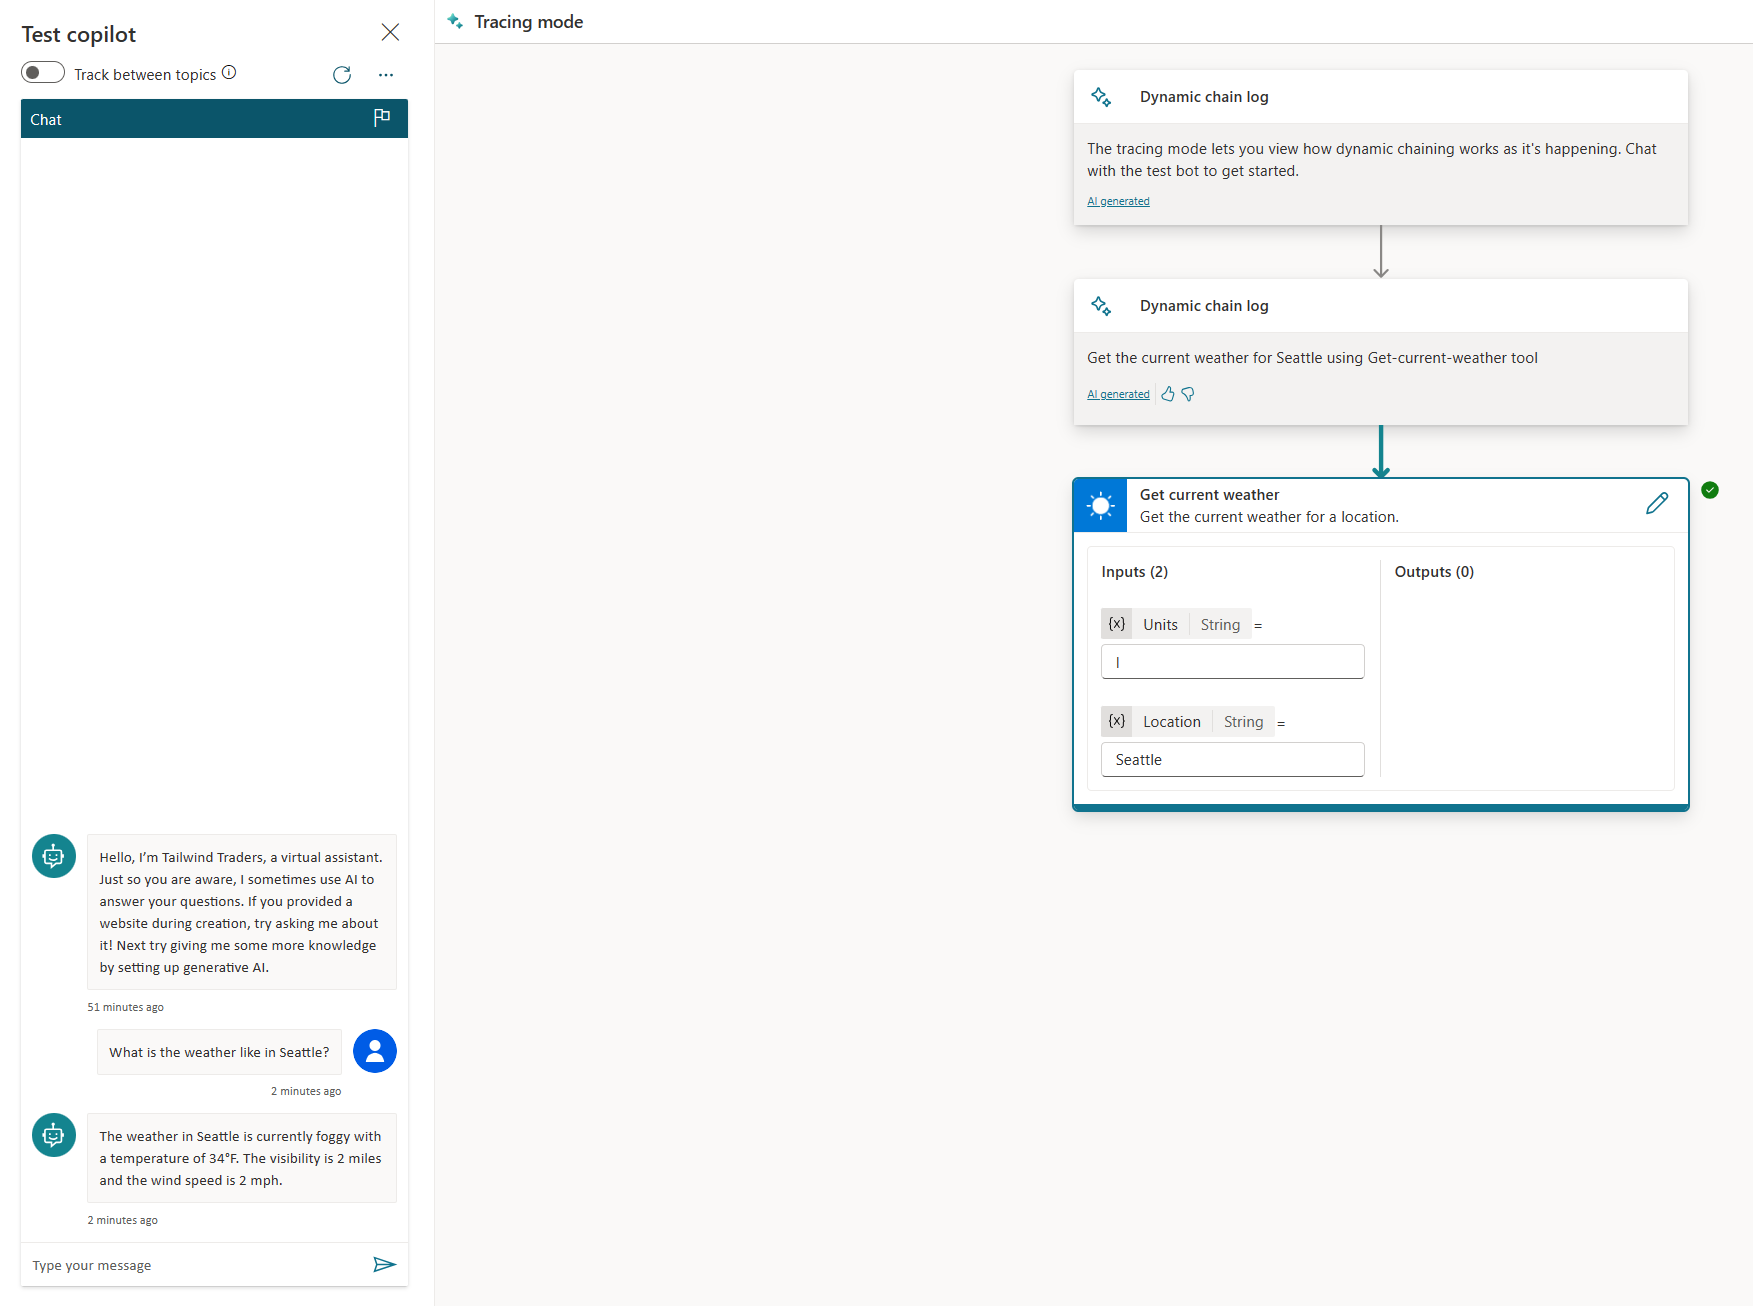 Test copilot
Track between topics
Chat
Hello, I'm Tailwind Traders, a virtual assistant.
Just so you are aware, I sometimes use AI to
answer your questions. If you provided a
website during creation, try asking me about
it! Next try giving me some more knowledge
by setting up generative AI.
51 minutes ago
What is the weather like in Seattle?
2 minutes ago
The weather in Seattle is currently foggy with
a temperature of 34°F. The visibility is 2 miles
and the wind speed is 2 mph.
2 minutes ago
Type your message
Tracing mode
Dynamic chain log
The tracing mode lets you view how dynamic chaining works as it's happening. Chat
with the test bot to get started.
AI generated
Dynamic chain log
Get the current weather for Seattle using Get-current-weather tool
AI generated
Get current weather
Get the current weather for a location.
Inputs (2)
{x} Units String =
I
{x} Location String =
Seattle
Outputs (0)